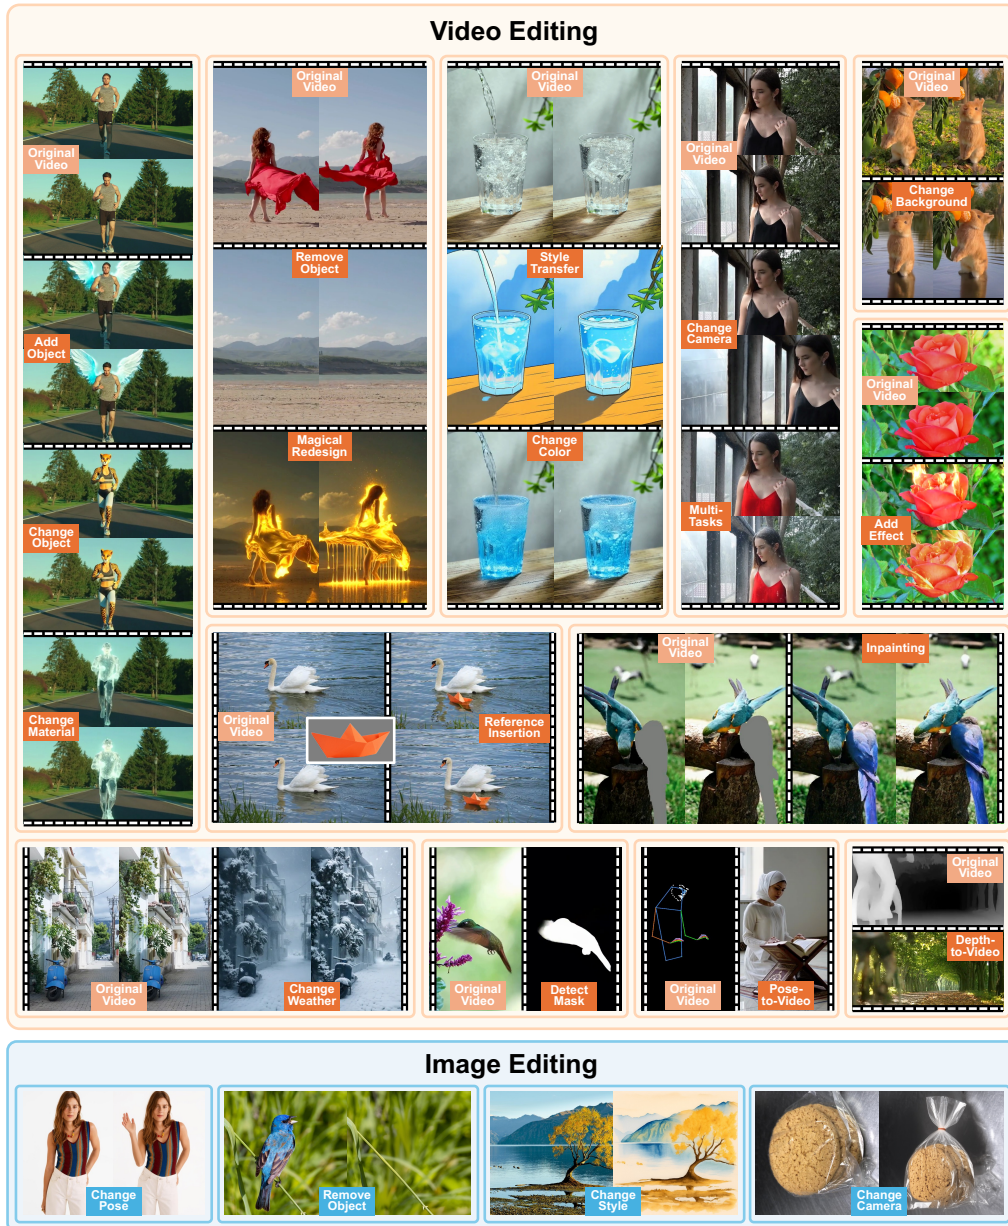 Video Editing
Original
Video
Add
Object
Change
Object
Change
Material
Original
Video
Remove
Object
Magical
Redesign
Original
Video
Style
Transfer
Change
Color
Original
Video
Change
Camera
Multi-
Tasks
Original
Video
Change
Background
Original
Video
Add
Effect
Original
Video
Reference
Insertion
Original
Video
Inpainting
Original
Video
Change
Weather
Original
Video
Detect
Mask
Original
Video
Pose-
to-Video
Original
Video
Depth-
to-Video
Image Editing
Change
Pose
Remove
Object
Change
Style
Change
Camera